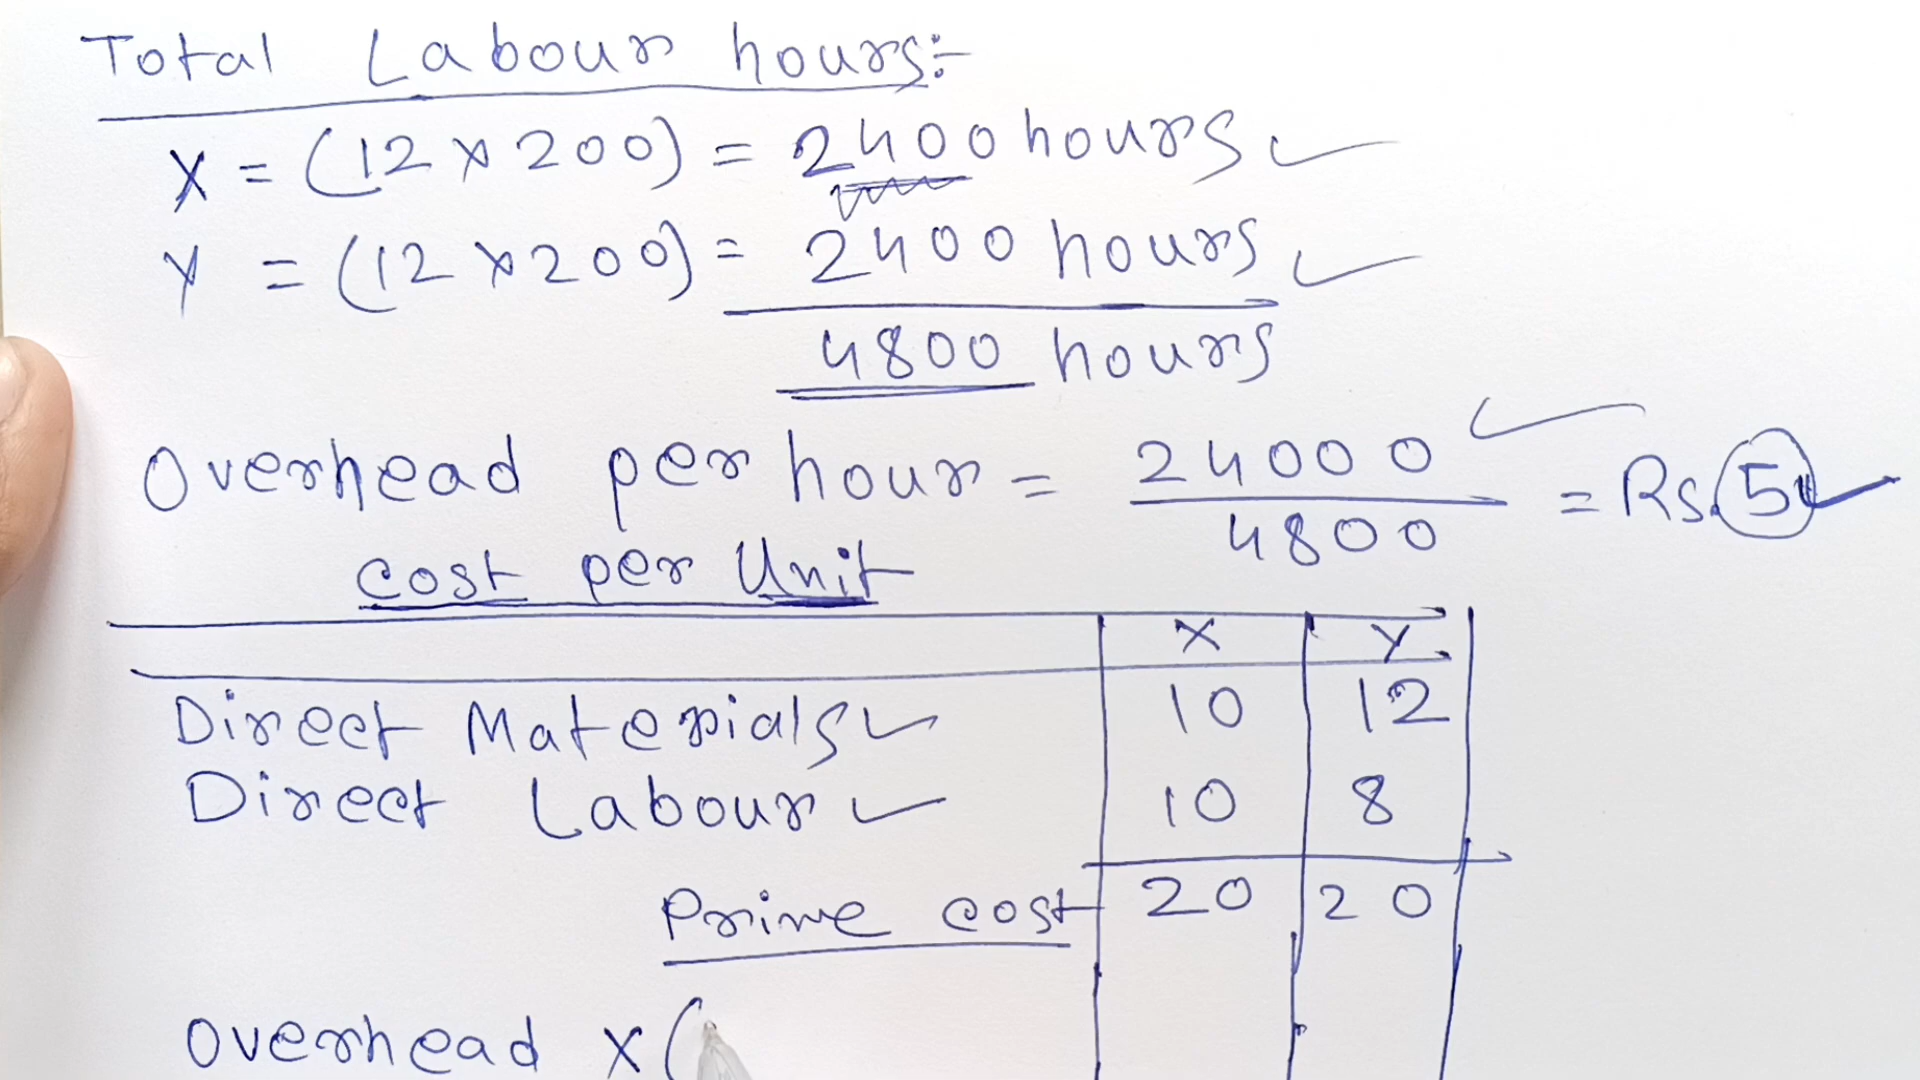 Total Labour hours:-
X = (12 x 200) = 2400 hours ✓
Y = (12 x 200) = 2400 hours ✓
4800 hours
Overhead per hour = 24000 / 4800 = Rs. 5 ✓
Cost per Unit
X Y
Direct Materials ✓ 10 12
Direct Labour ✓ 10 8
Prime cost 20 20
Overhead X (